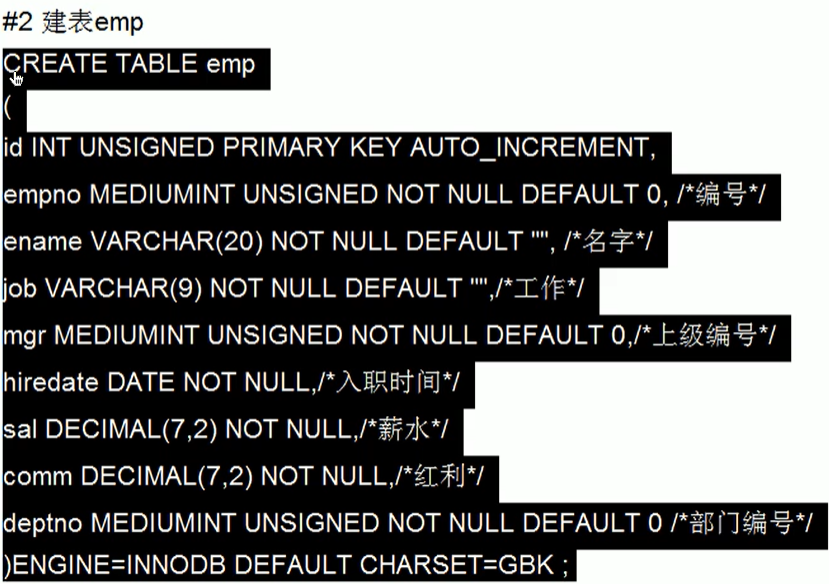 #2 建表emp
CREATE TABLE emp
(
id INT UNSIGNED PRIMARY KEY AUTO_INCREMENT,
empno MEDIUMINT UNSIGNED NOT NULL DEFAULT 0, /*编号*/
ename VARCHAR(20) NOT NULL DEFAULT "", /*名字*/
job VARCHAR(9) NOT NULL DEFAULT "",/*工作*/
mgr MEDIUMINT UNSIGNED NOT NULL DEFAULT 0,/*上级编号*/
hiredate DATE NOT NULL,/*入职时间*/
sal DECIMAL(7,2) NOT NULL,/*薪水*/
comm DECIMAL(7,2) NOT NULL,/*红利*/
deptno MEDIUMINT UNSIGNED NOT NULL DEFAULT 0 /*部门编号*/
)ENGINE=INNODB DEFAULT CHARSET=GBK ;